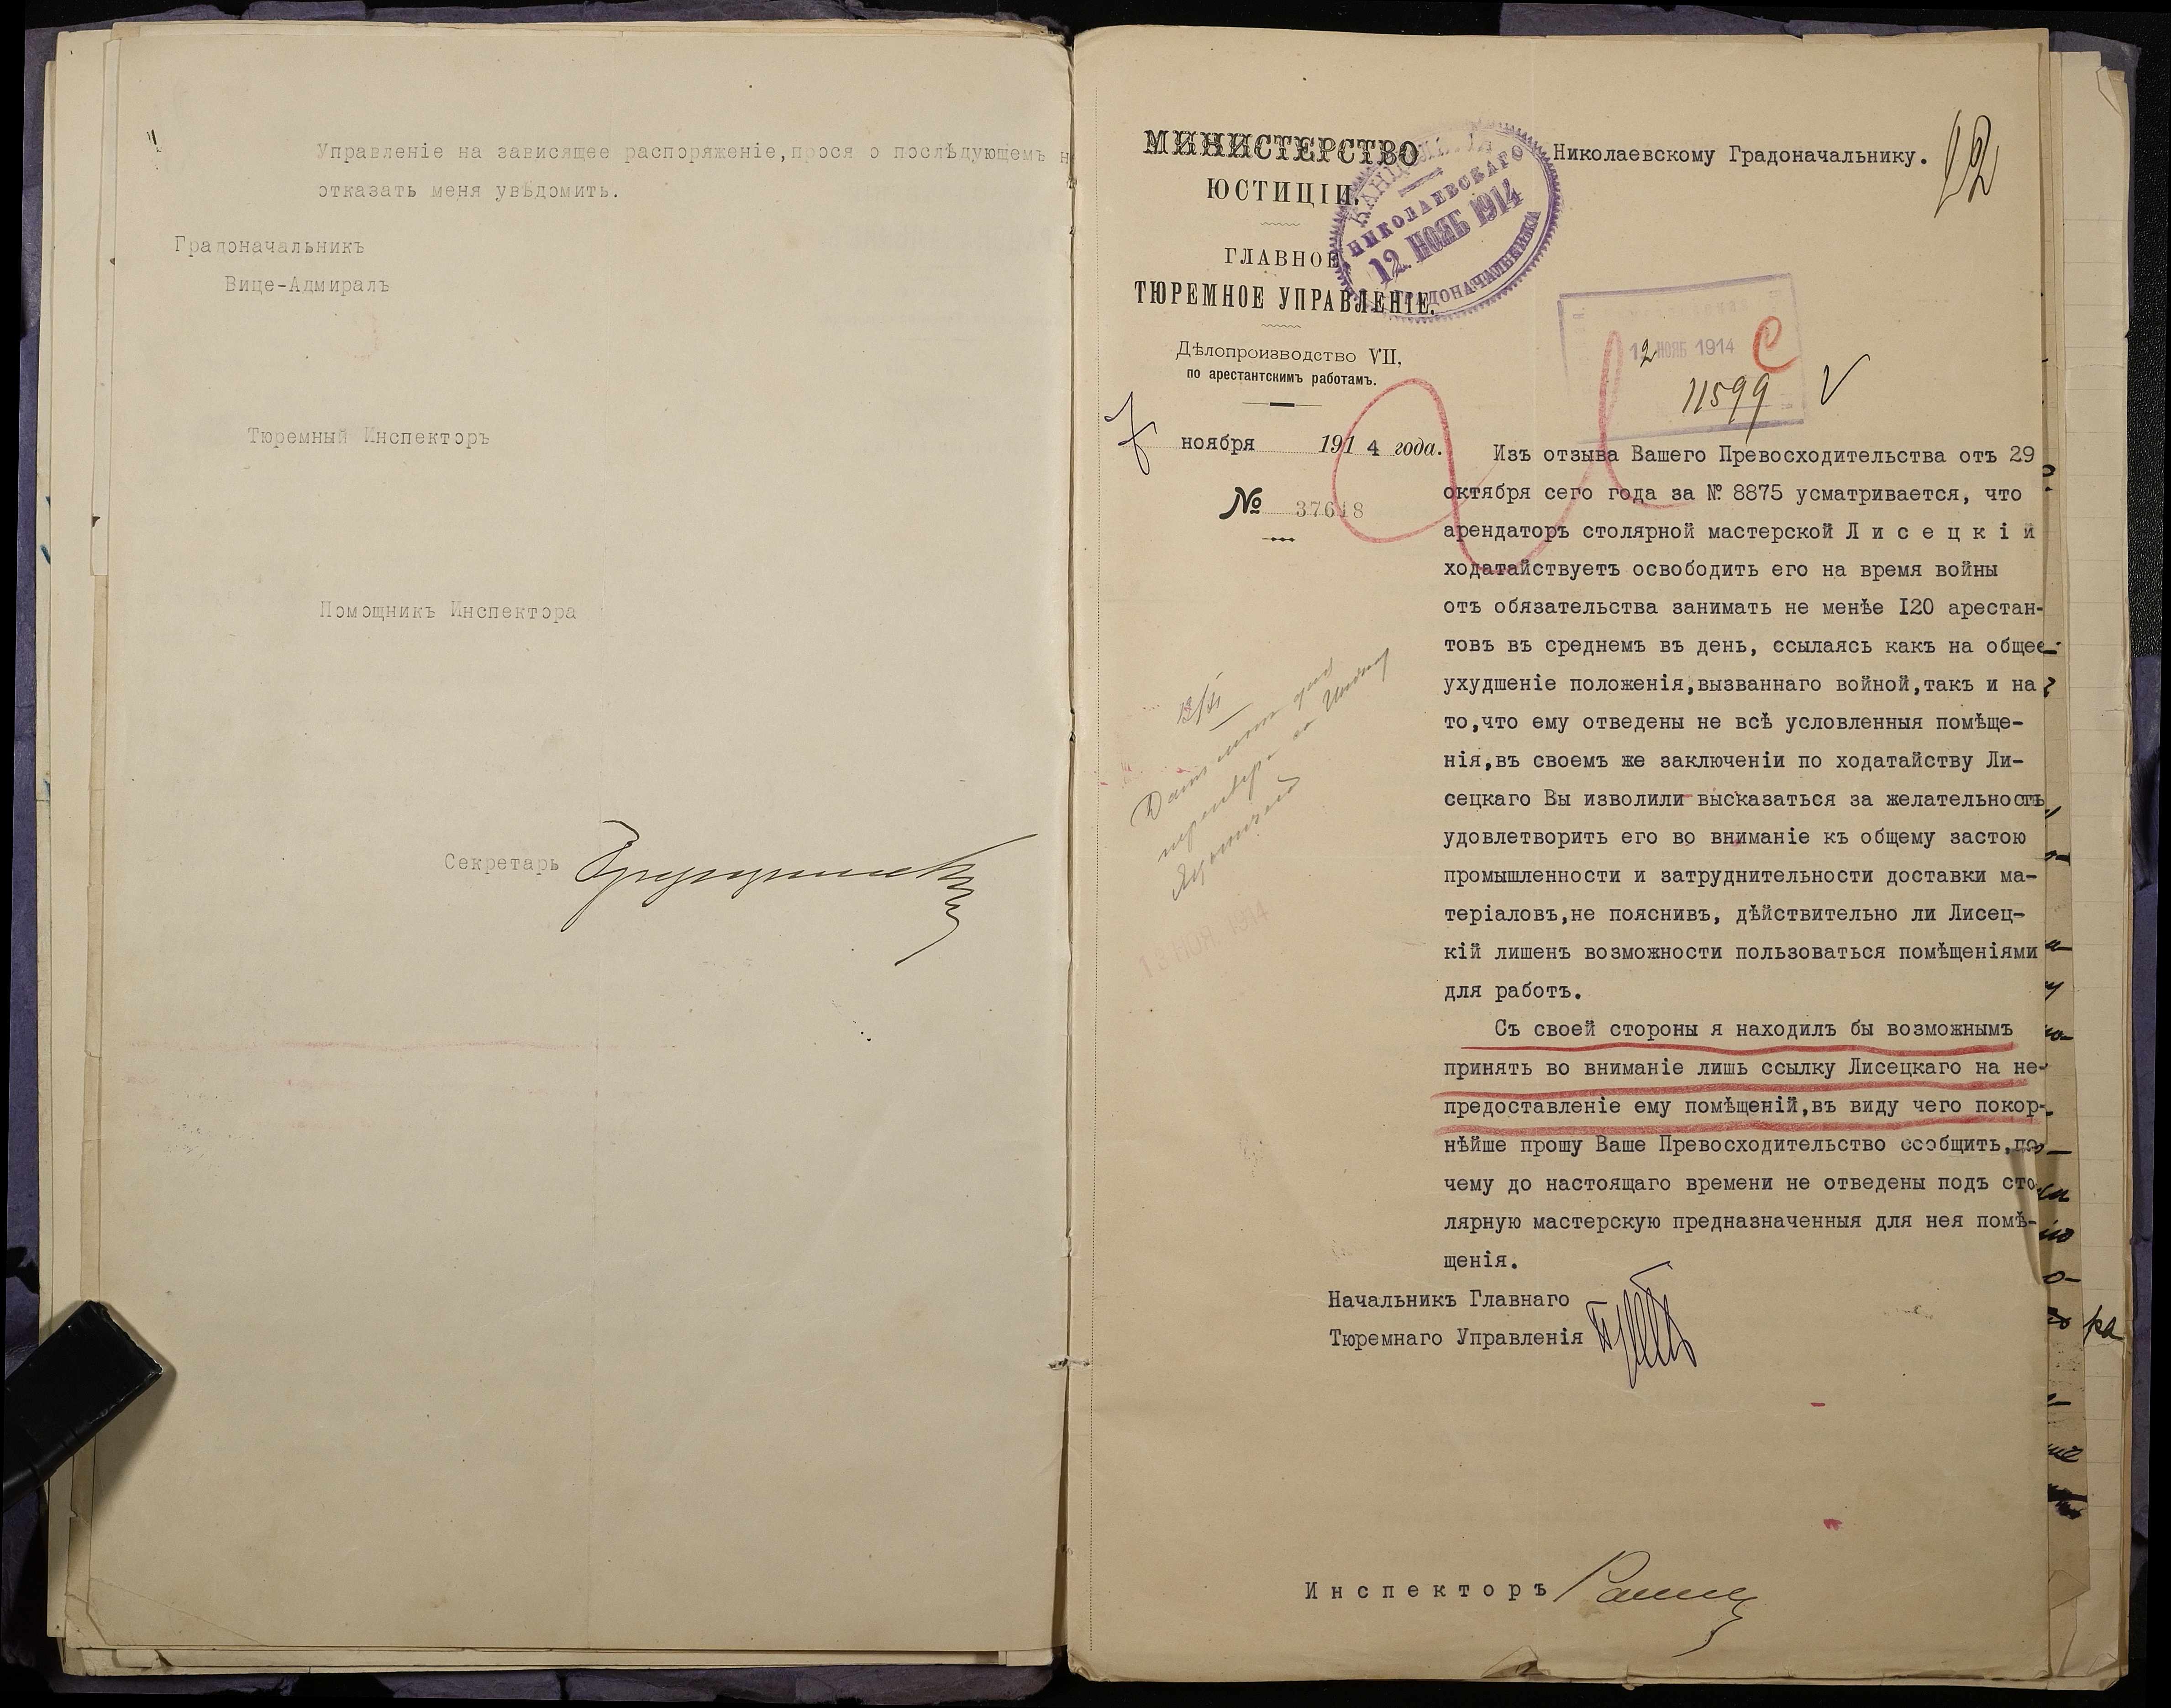 Управленіе на зависящее распоряженіе,прося о послѣдующемъ н
отказать меня увѣдомить.
Градоначальникъ
Вице-Адмиралъ
Тюремный Инспекторъ
Помощникъ Инспектора
Секретарь
МИНИСТЕРСТВО
ЮСТИЦІИ.
ГЛАВНОЕ
ТЮРЕМНОЕ УПРАВЛЕНІЕ.
Дѣлопроизводство VII,
по арестантскимъ работамъ.
7 ноября 1914 года.
№ 37618
КАНЦЕЛЯРІЯ
НИКОЛАЕВСКАГО
12 НОЯБ 1914
ГРАДОНАЧАЛЬНИКА
Николаевскому Градоначальнику.
12
12 НОЯБ 1914
С
11599
Изъ отзыва Вашего Превосходительства отъ 29
октября сего года за № 8875 усматривается, что
арендаторъ столярной мастерской Л и с е ц к і й
ходатайствуетъ освободить его на время войны
отъ обязательства занимать не менѣе I20 арестан-
товъ въ среднемъ въ день, ссылаясь какъ на общее
ухудшеніе положенія,вызваннаго войной,такъ и на
то,что ему отведены не всѣ условленныя помѣще-
нія,въ своемъ же заключеніи по ходатайству Ли-
сецкаго Вы изволили высказаться за желательность
удовлетворить его во вниманіе къ общему застою
промышленности и затруднительности доставки ма-
теріаловъ,не пояснивъ, дѣйствительно ли Лисец-
кій лишенъ возможности пользоваться помѣщеніями
для работъ.
Съ своей стороны я находилъ бы возможнымъ
принять во вниманіе лишь ссылку Лисецкаго на не-
предоставленіе ему помѣщеній,въ виду чего покор-
нѣйше прошу Ваше Превосходительство сообщить,по-
чему до настоящаго времени не отведены подъ сто
лярную мастерскую предназначенныя для нея помѣ-
щенія.
13/XI
13 НОЯ. 1914
Начальникъ Главнаго
Тюремнаго Управленія
И н с п е к т о р ъ
ра